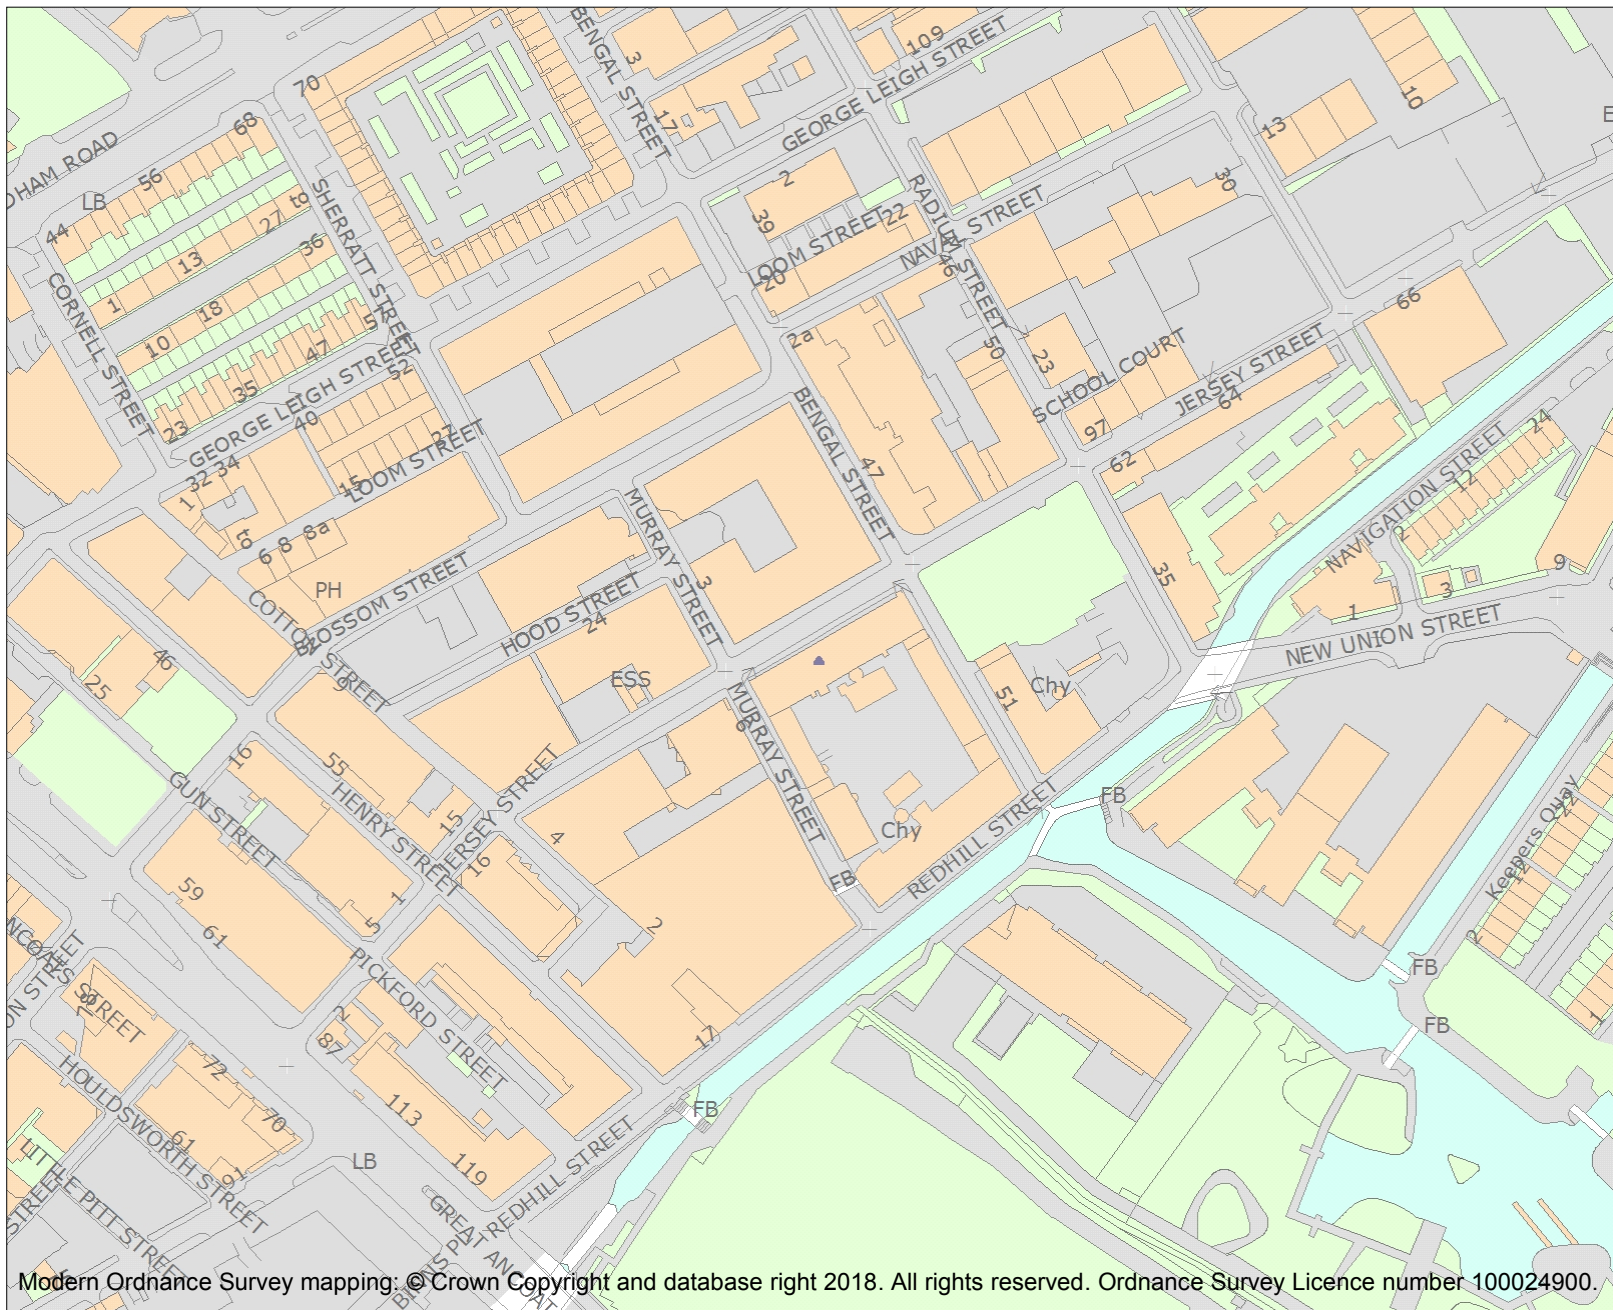 BENGAL STREET
3
109
GEORGE LEIGH STREET
70
17
10
13
68
DHAM ROAD
56
LB
44
27 to
SHERRATT STREET
2
39
LOOM STREET
22
20
RADIUM STREET
NAVAL STREET
46
30
36
13
1
18
10
CORNELL STREET
57
47
35
23
GEORGE LEIGH STREET
52
40
2a
50
23
SCHOOL COURT
66
JERSEY STREET
64
97
62
BENGAL STREET
47
32 34
1
to
6 8 8a
27
15
LOOM STREET
PH
BLOSSOM STREET
COTTON STREET
MURRAY STREET
3
HOOD STREET
24
ESS
NAVIGATION STREET
24
12
2
35
1
3
9
NEW UNION STREET
46
25
9
51
Chy
MURRAY STREET
6
16
55
GUN STREET
HENRY STREET
15
JERSEY STREET
16
4
Chy
REDHILL STREET
FB
FB
Keepers Quay
22
12
2
59
61
1
5
2
17
PICKFORD STREET
2
87
FB
FB
1
72
70
HOULDSWORTH STREET
61
91
113
119
LB
FB
REDHILL STREET
LITTLE PITT STREET
STREET
Modern Ordnance Survey mapping: © Crown Copyright and database right 2018. All rights reserved. Ordnance Survey Licence number 100024900.